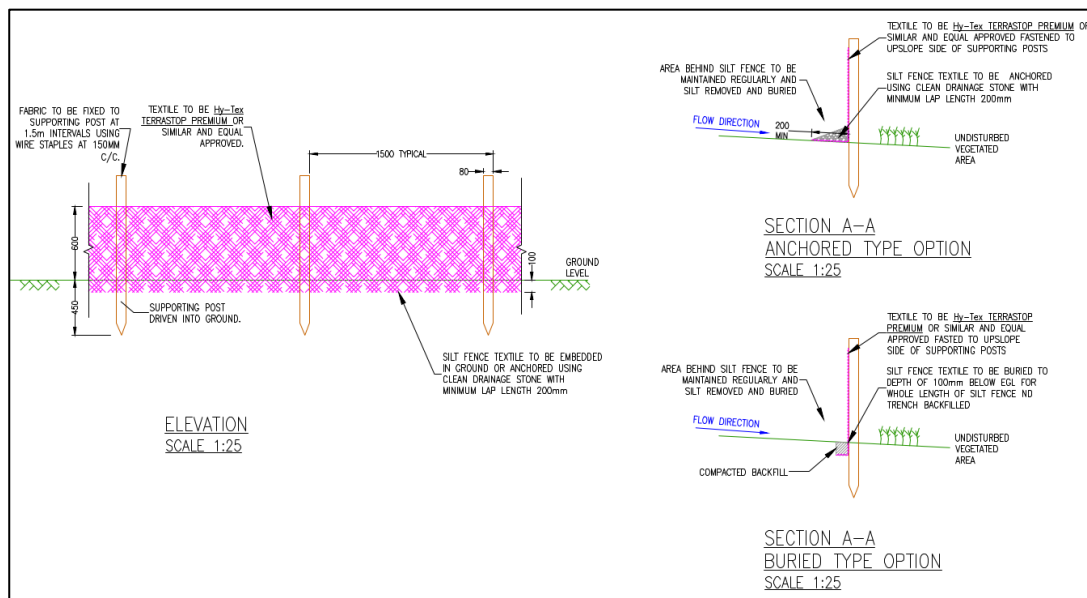 FABRIC TO BE FIXED TO
SUPPORTING POST AT
1.5m INTERVALS USING
WIRE STAPLES AT 150MM
C/C.
TEXTILE TO BE Hy-Tex
TERRASTOP PREMIUM OR
SIMILAR AND EQUAL
APPROVED.
1500 TYPICAL
80
600
450
100
GROUND
LEVEL
SUPPORTING POST
DRIVEN INTO GROUND.
SILT FENCE TEXTILE TO BE EMBEDDED
IN GROUND OR ANCHORED USING
CLEAN DRAINAGE STONE WITH
MINIMUM LAP LENGTH 200mm
ELEVATION
SCALE 1:25
TEXTILE TO BE Hy-Tex TERRASTOP PREMIUM OR
SIMILAR AND EQUAL APPROVED FASTENED TO
UPSLOPE SIDE OF SUPPORTING POSTS
AREA BEHIND SILT FENCE TO BE
MAINTAINED REGULARLY AND
SILT REMOVED AND BURIED
SILT FENCE TEXTILE TO BE ANCHORED
USING CLEAN DRAINAGE STONE WITH
MINIMUM LAP LENGTH 200mm
FLOW DIRECTION
200
MIN
UNDISTURBED
VEGETATED
AREA
SECTION A-A
ANCHORED TYPE OPTION
SCALE 1:25
TEXTILE TO BE Hy-Tex TERRASTOP
PREMIUM OR SIMILAR AND EQUAL
APPROVED FASTED TO UPSLOPE
SIDE OF SUPPORTING POSTS
AREA BEHIND SILT FENCE TO BE
MAINTAINED REGULARLY AND
SILT REMOVED AND BURIED
SILT FENCE TEXTILE TO BE BURIED TO
DEPTH OF 100mm BELOW EGL FOR
WHOLE LENGTH OF SILT FENCE ND
TRENCH BACKFILLED
FLOW DIRECTION
UNDISTURBED
VEGETATED
AREA
COMPACTED BACKFILL
SECTION A-A
BURIED TYPE OPTION
SCALE 1:25